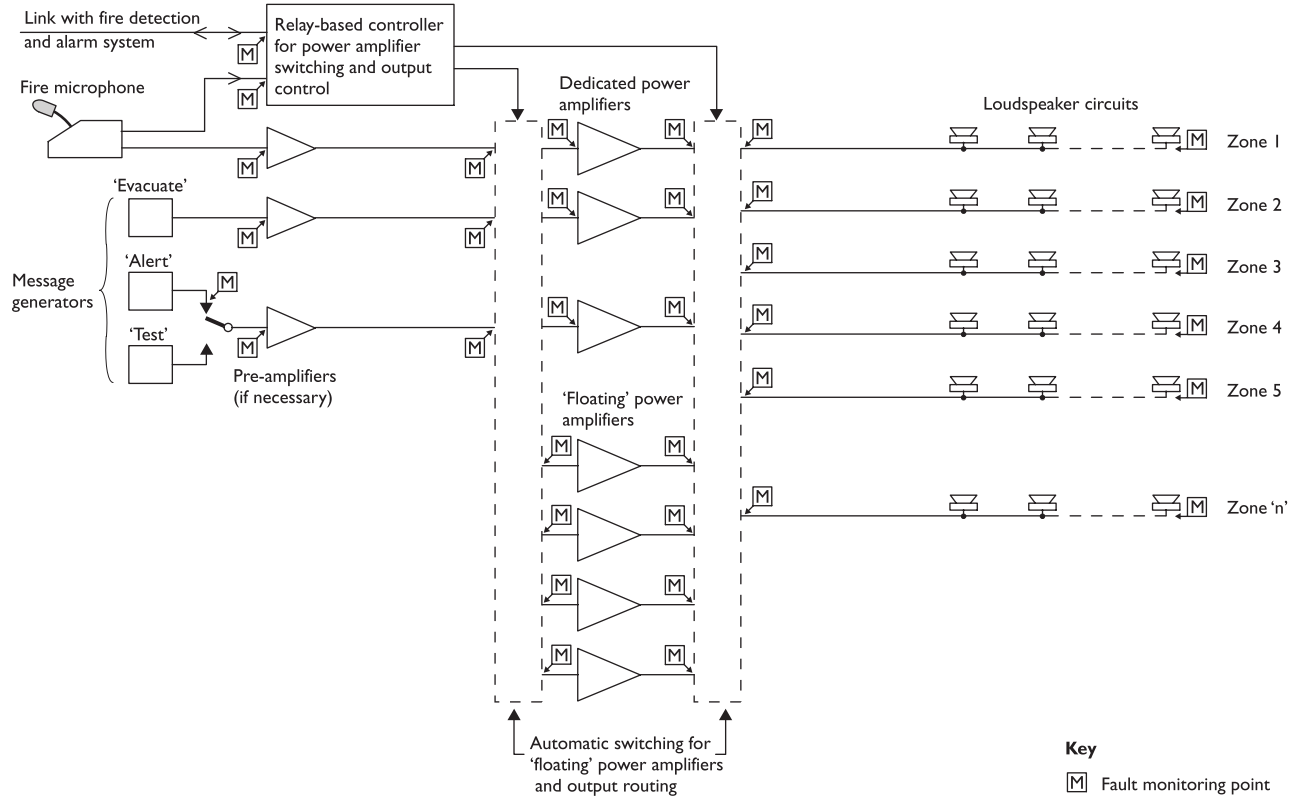 Link with fire detection
and alarm system
Relay-based controller
for power amplifier
switching and output
control
M
M
Fire microphone
Dedicated power
amplifiers
Loudspeaker circuits
M
M
M
M
M
M
Zone 1
‘Evacuate’
M
M
M
M
M
M
Zone 2
Message
generators
‘Alert’
M
M
M
Zone 3
‘Test’
M
M
M
M
M
M
Zone 4
Pre-amplifiers
(if necessary)
M
M
Zone 5
‘Floating’ power
amplifiers
M
M
M
M
Zone ‘n’
M
M
M
M
M
M
Automatic switching for
‘floating’ power amplifiers
and output routing
Key
M Fault monitoring point